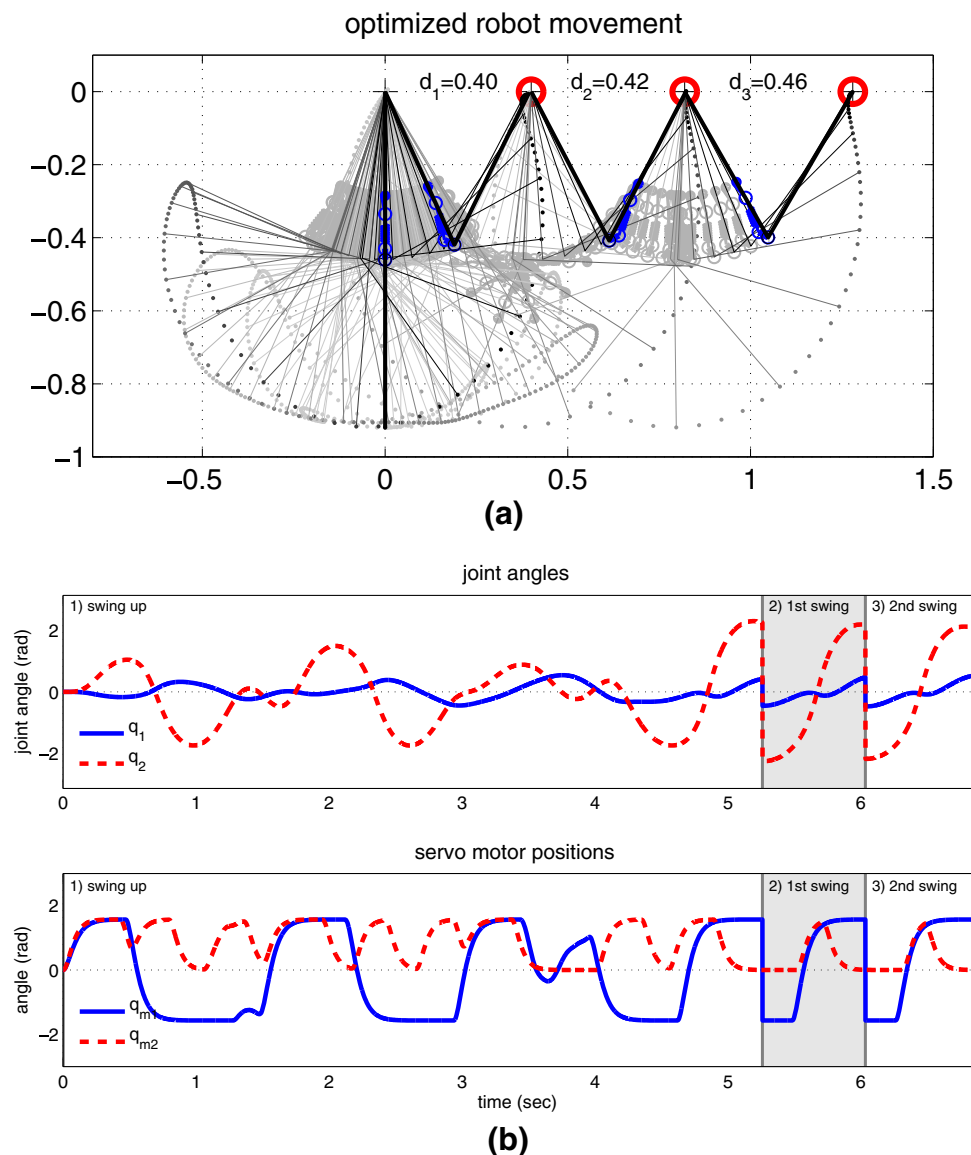 optimized robot movement
d1=0.40 d2=0.42 d3=0.46
0
−0.2
−0.4
−0.6
−0.8
−1
−0.5 0 0.5 1 1.5
(a)
joint angles
1) swing up 2) 1st swing 3) 2nd swing
joint angle (rad)
2
0
−2
q1
q2
0 1 2 3 4 5 6
servo motor positions
1) swing up 2) 1st swing 3) 2nd swing
angle (rad)
2
0
−2
qm1
qm2
0 1 2 3 4 5 6
time (sec)
(b)